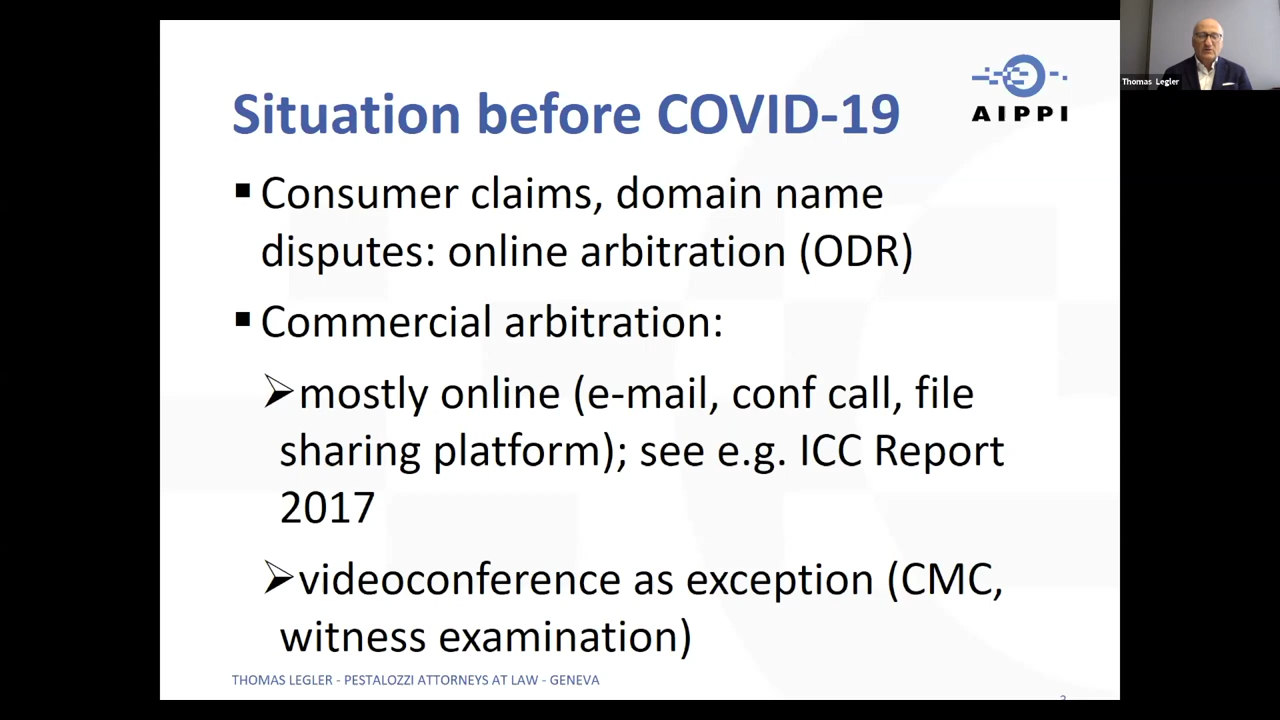 Situation before COVID-19
AIPPI
Thomas Legler
▪ Consumer claims, domain name
disputes: online arbitration (ODR)
▪ Commercial arbitration:
➢mostly online (e-mail, conf call, file
sharing platform); see e.g. ICC Report
2017
➢videoconference as exception (CMC,
witness examination)
THOMAS LEGLER - PESTALOZZI ATTORNEYS AT LAW - GENEVA